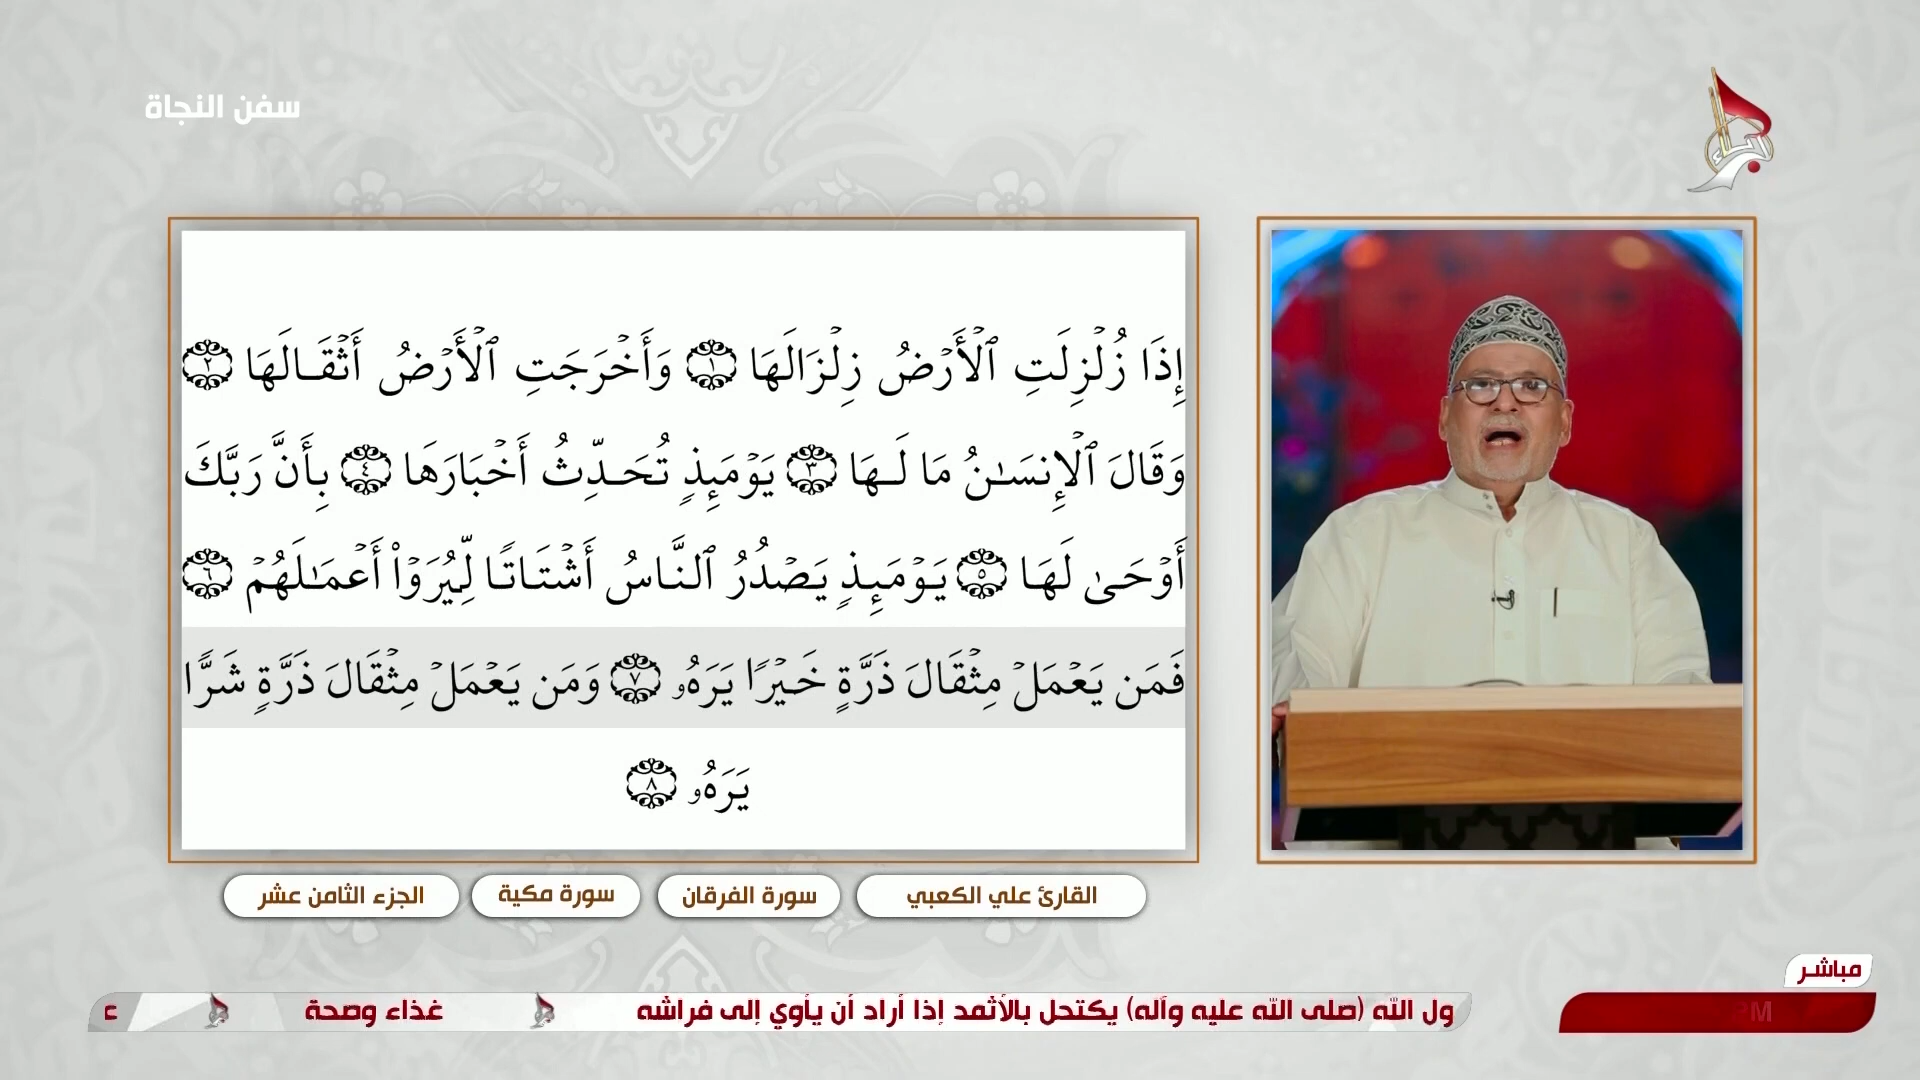 سفن النجاة
إِذَا زُلۡزِلَتِ ٱلۡأَرۡضُ زِلۡزَالَهَا ١ وَأَخۡرَجَتِ ٱلۡأَرۡضُ أَثۡقَالَهَا ٢
وَقَالَ ٱلۡإِنسَٰنُ مَا لَهَا ٣ يَوۡمَئِذٖ تُحَدِّثُ أَخۡبَارَهَا ٤ بِأَنَّ رَبَّكَ
أَوۡحَىٰ لَهَا ٥ يَوۡمَئِذٖ يَصۡدُرُ ٱلنَّاسُ أَشۡتَاتٗا لِّيُرَوۡاْ أَعۡمَٰلَهُمۡ ٦
فَمَن يَعۡمَلۡ مِثۡقَالَ ذَرَّةٍ خَيۡرٗا يَرَهُۥ ٧ وَمَن يَعۡمَلۡ مِثۡقَالَ ذَرَّةٖ شَرّٗا
يَرَهُۥ ٨
القارئ علي الكعبي
سورة الفرقان
سورة مكية
الجزء الثامن عشر
مباشر
PM
ول الله (صلى الله عليه وآله) يكتحل بالأثمد إذا أراد أن يأوي إلى فراشه
غذاء وصحة
ع